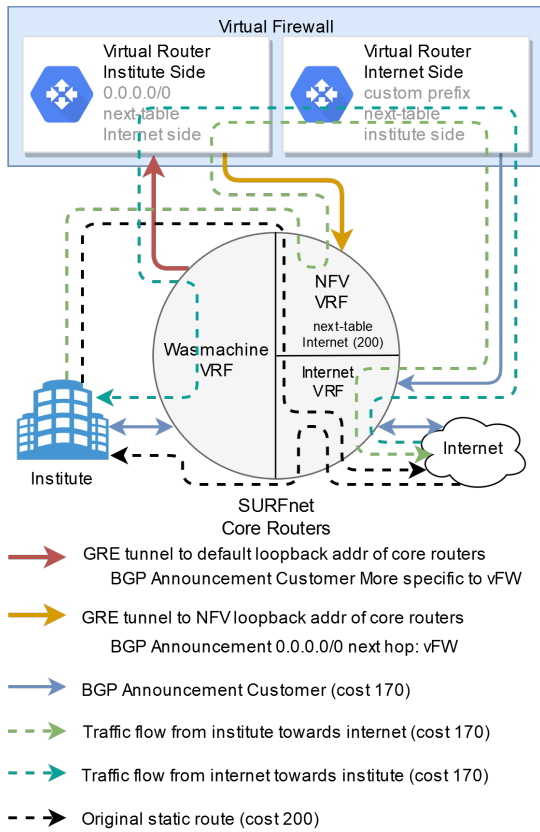 Virtual Firewall
Virtual Router
Institute Side
0.0.0.0/0
next-table
Internet side
Virtual Router
Internet Side
custom prefix
next-table
institute side
NFV
VRF
next-table
Internet (200)
Wasmachine
VRF
Internet
VRF
Institute
Internet
SURFnet
Core Routers
GRE tunnel to default loopback addr of core routers
BGP Announcement Customer More specific to vFW
GRE tunnel to NFV loopback addr of core routers
BGP Announcement 0.0.0.0/0 next hop: vFW
BGP Announcement Customer (cost 170)
Traffic flow from institute towards internet (cost 170)
Traffic flow from internet towards institute (cost 170)
Original static route (cost 200)